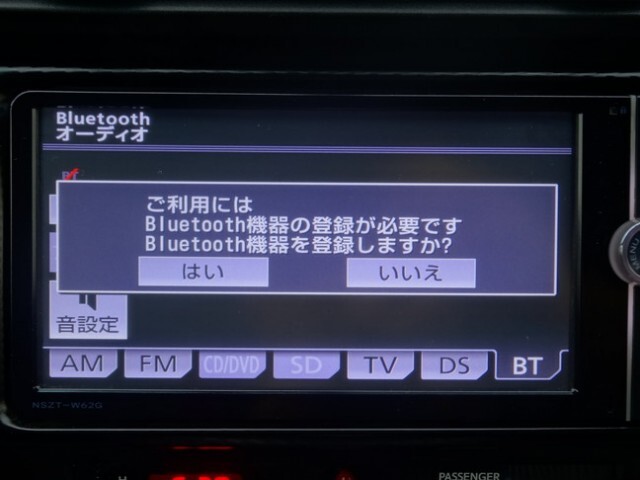 Bluetooth
オーディオ
BT
ご利用には
Bluetooth機器の登録が必要です
Bluetooth機器を登録しますか?
はい
いいえ
音設定
AM
FM
CD/DVD
SD
TV
DS
BT
MENU
NSZT-W62G
PASSENGER